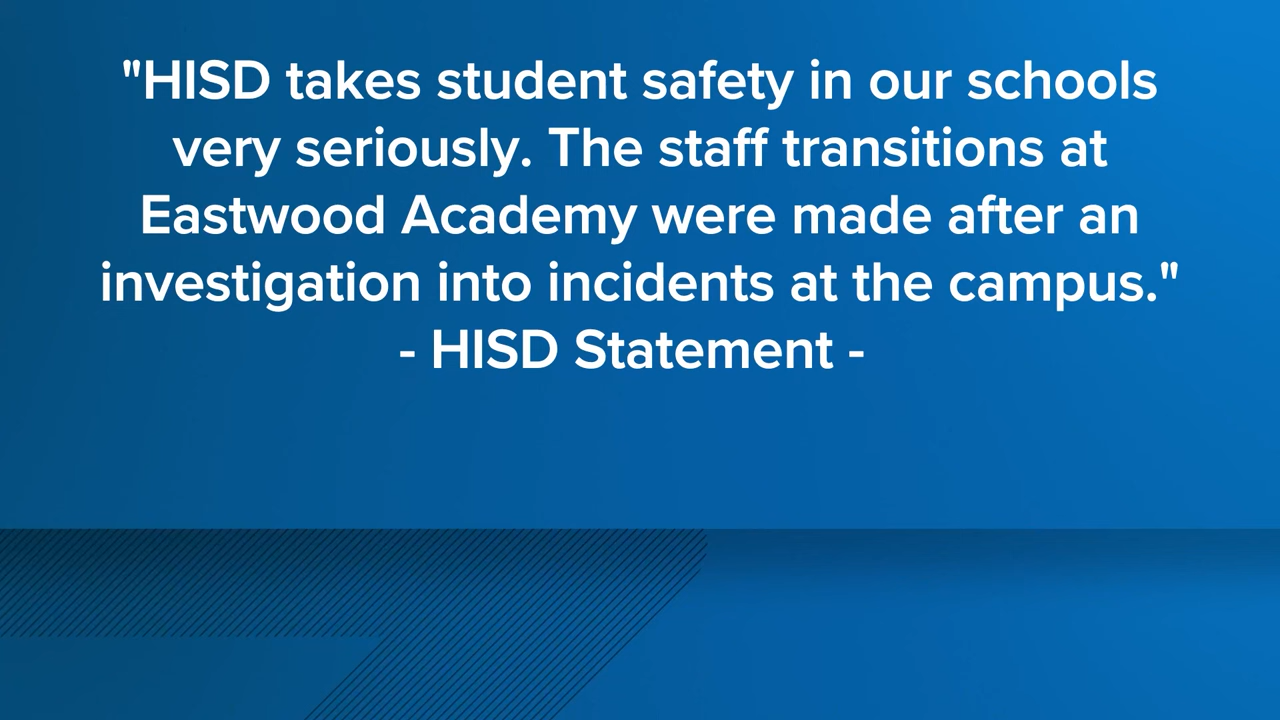 "HISD takes student safety in our schools
very seriously. The staff transitions at
Eastwood Academy were made after an
investigation into incidents at the campus."
- HISD Statement -